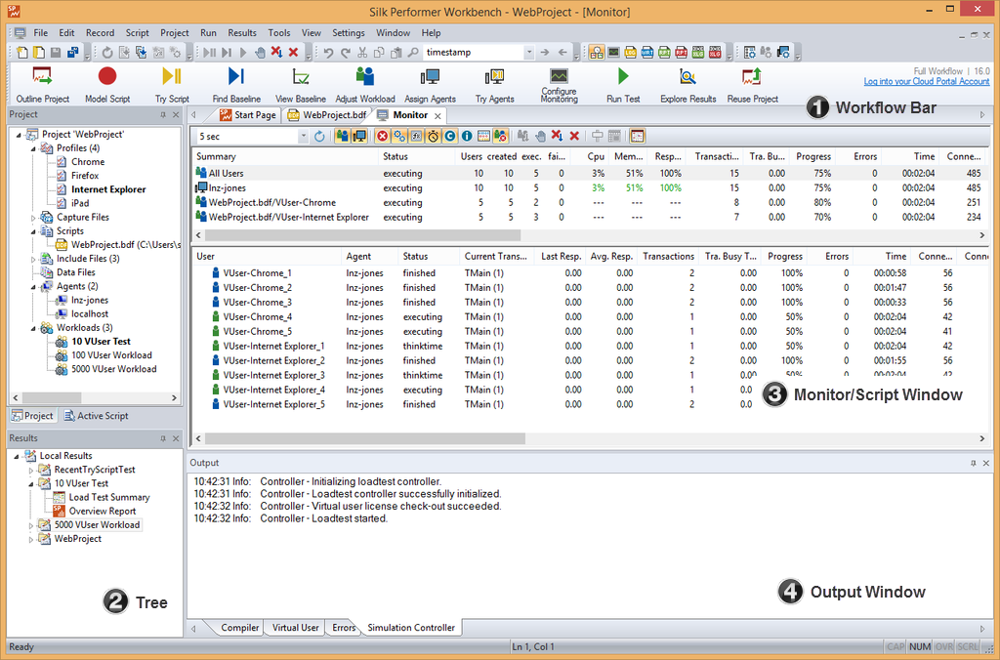 Silk Performer Workbench - WebProject - [Monitor]
File Edit Record Script Project Run Results Tools View Settings Window Help
timestamp
Outline Project Model Script Try Script Find Baseline View Baseline Adjust Workload Assign Agents Try Agents Configure Monitoring Run Test Explore Results Reuse Project
Full Workflow | 16.0
Log into your Cloud Portal Account
1 Workflow Bar
Project
Start Page WebProject.bdf Monitor
Project 'WebProject'
Profiles (4)
Chrome
Firefox
Internet Explorer
iPad
Capture Files
Scripts
WebProject.bdf (C:\Users\s
Include Files (3)
Data Files
Agents (2)
lnz-jones
localhost
Workloads (3)
10 VUser Test
100 VUser Workload
5000 VUser Workload
Project Active Script
5 sec
Summary Status Users created exec. fai... Cpu Mem... Resp... Transacti... Tra. Bu... Progress Errors Time Conne...
All Users executing 10 10 5 0 3% 51% 100% 15 0.00 75% 0 00:02:04 485
lnz-jones executing 10 10 5 0 3% 51% 100% 15 0.00 75% 0 00:02:04 485
WebProject.bdf/VUser-Chrome executing 5 5 2 0 --- --- --- 8 0.00 80% 0 00:02:04 251
WebProject.bdf/VUser-Internet Explorer executing 5 5 3 0 --- --- --- 7 0.00 70% 0 00:02:04 234
User Agent Status Current Trans... Last Resp. Avg. Resp. Transactions Tra. Busy T... Progress Errors Time Conne... Conn
VUser-Chrome_1 lnz-jones finished TMain (1) 0.00 0.00 2 0.00 100% 0 00:00:58 56
VUser-Chrome_2 lnz-jones finished TMain (1) 0.00 0.00 2 0.00 100% 0 00:01:47 56
VUser-Chrome_3 lnz-jones finished TMain (1) 0.00 0.00 2 0.00 100% 0 00:00:33 56
VUser-Chrome_4 lnz-jones executing TMain (1) 0.00 0.00 1 0.00 50% 0 00:02:04 42
VUser-Chrome_5 lnz-jones executing TMain (1) 0.00 0.00 1 0.00 50% 0 00:02:04 41
VUser-Internet Explorer_1 lnz-jones thinktime TMain (1) 0.00 0.00 1 0.00 50% 0 00:02:04 42
VUser-Internet Explorer_2 lnz-jones finished TMain (1) 0.00 0.00 2 0.00 100% 0 00:01:55 56
VUser-Internet Explorer_3 lnz-jones thinktime TMain (1) 0.00 0.00 1 0.00 50% 0 00:02:04 42
VUser-Internet Explorer_4 lnz-jones executing TMain (1) 0.00 0.00 1 0.0
VUser-Internet Explorer_5 lnz-jones finished TMain (1) 0.00 0.00 2 0.0
3 Monitor/Script Window
Results
Local Results
RecentTryScriptTest
10 VUser Test
Load Test Summary
Overview Report
5000 VUser Workload
WebProject
2 Tree
Output
10:42:31 Info: Controller - Initializing loadtest controller.
10:42:31 Info: Controller - Loadtest controller successfully initialized.
10:42:32 Info: Controller - Virtual user license check-out succeeded.
10:42:32 Info: Controller - Loadtest started.
4 Output Window
Compiler Virtual User Errors Simulation Controller
Ready Ln 1, Col 1 CAP NUM OVR SCRL